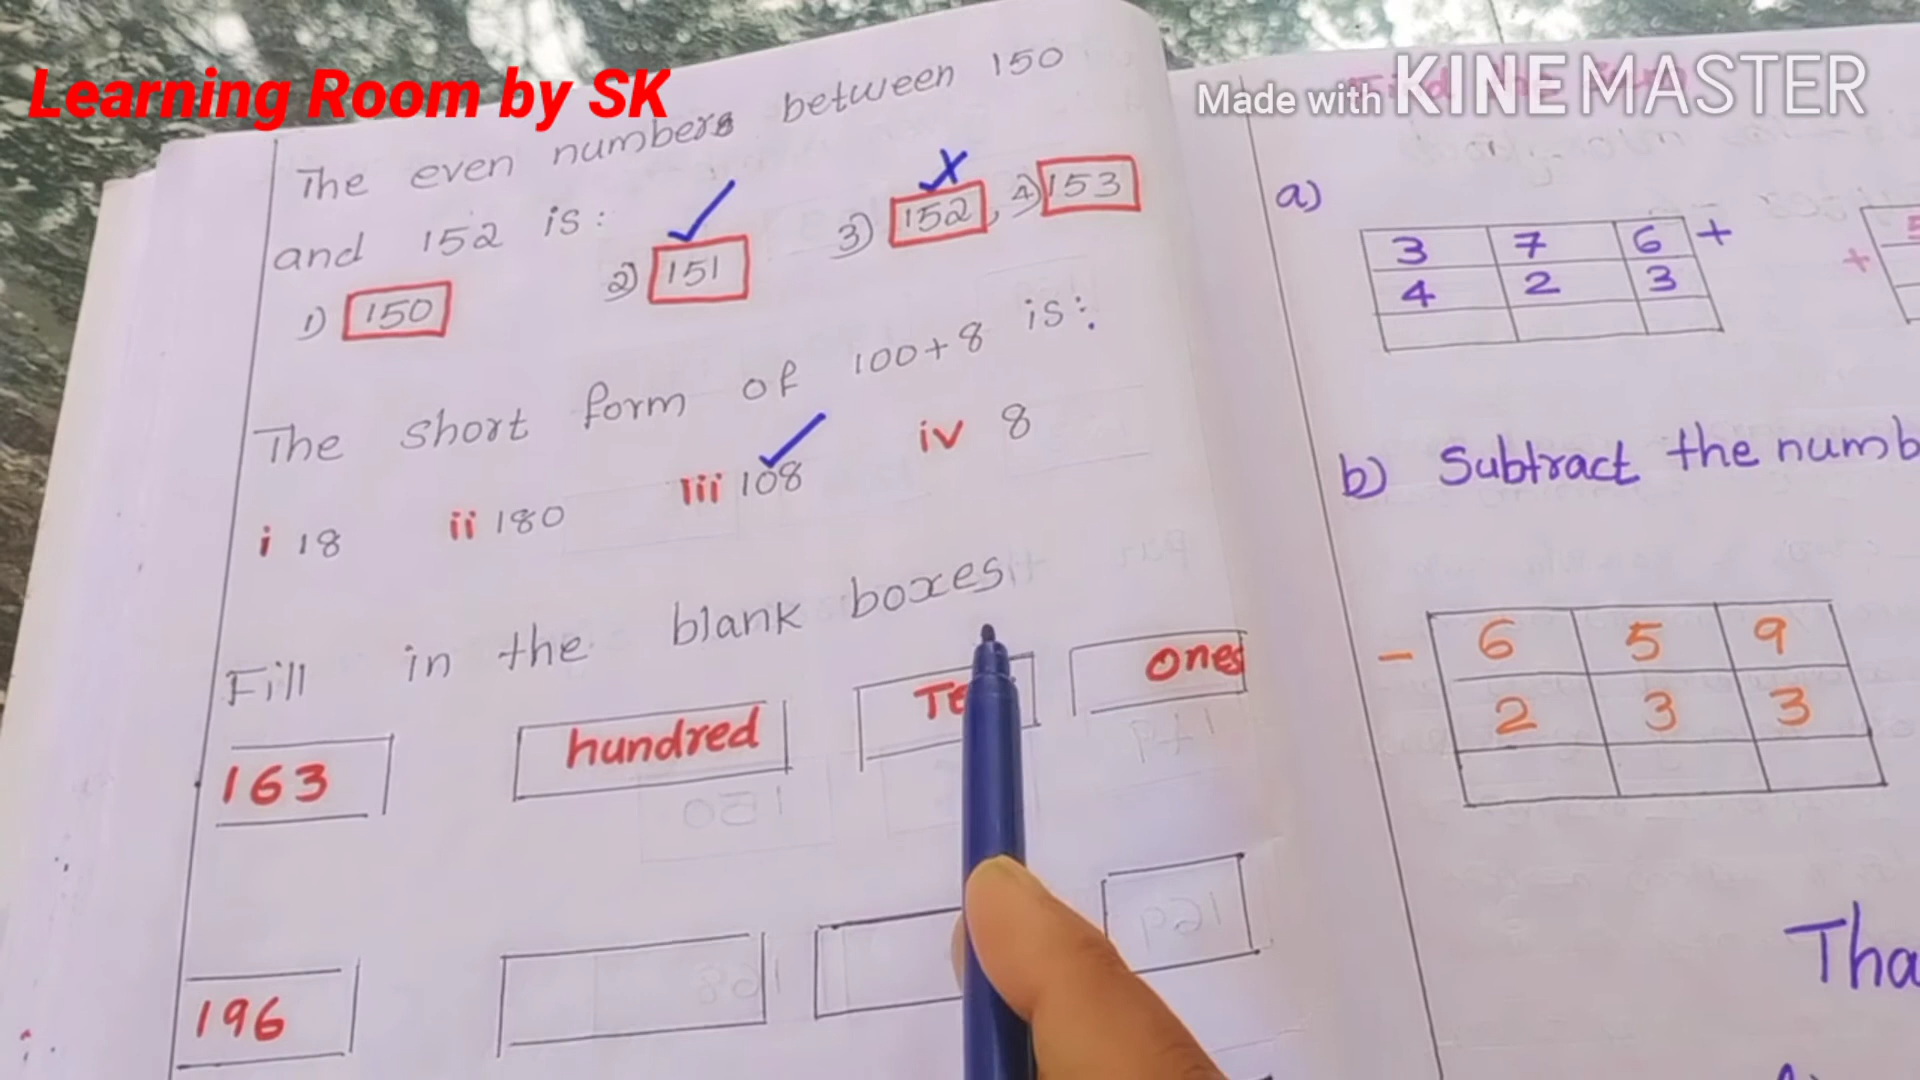 Learning Room by SK
Made with KINEMASTER
The even numbers between 150
and 152 is:
1) 150 2) 151 3) 152, 4) 153
The short form of 100+8 is:
i 18 ii 180 iii 108 iv 8
Fill in the blank boxes
163 hundred Te ones
196
a)
3 7 6 +
4 2 3
+
b) Subtract the numb
- 6 5 9
2 3 3
Tha